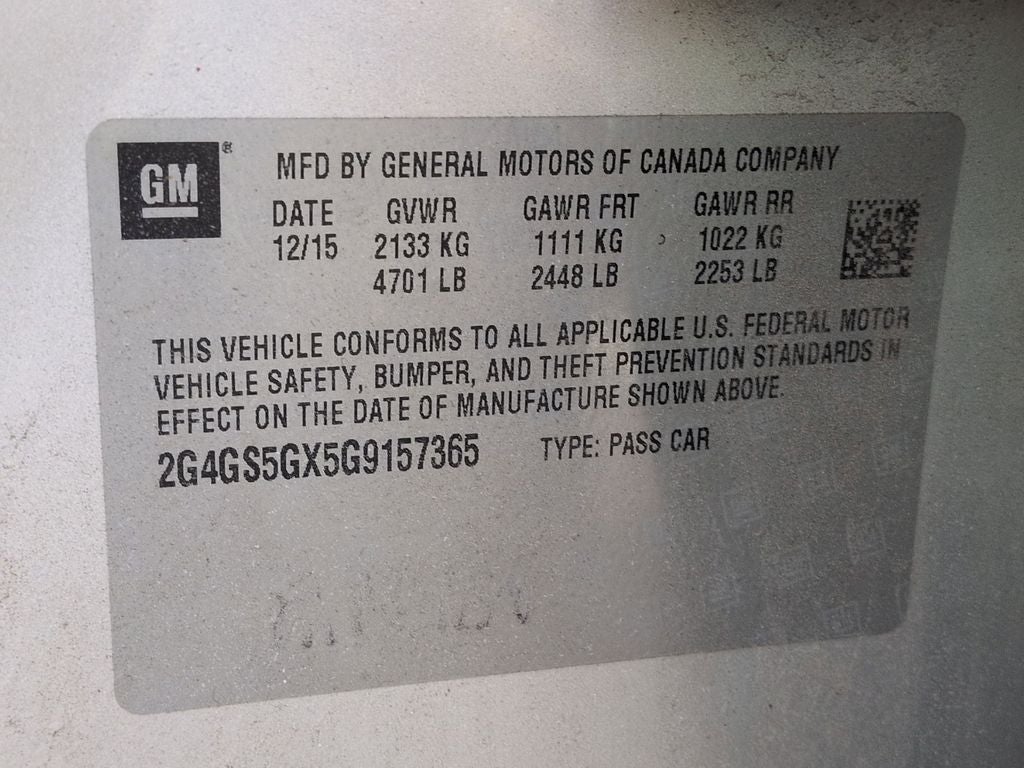 GM ®
MFD BY GENERAL MOTORS OF CANADA COMPANY
DATE GVWR GAWR FRT GAWR RR
12/15 2133 KG 1111 KG 1022 KG
4701 LB 2448 LB 2253 LB
THIS VEHICLE CONFORMS TO ALL APPLICABLE U.S. FEDERAL MOTOR
VEHICLE SAFETY, BUMPER, AND THEFT PREVENTION STANDARDS IN
EFFECT ON THE DATE OF MANUFACTURE SHOWN ABOVE.
2G4GS5GX5G9157365 TYPE: PASS CAR